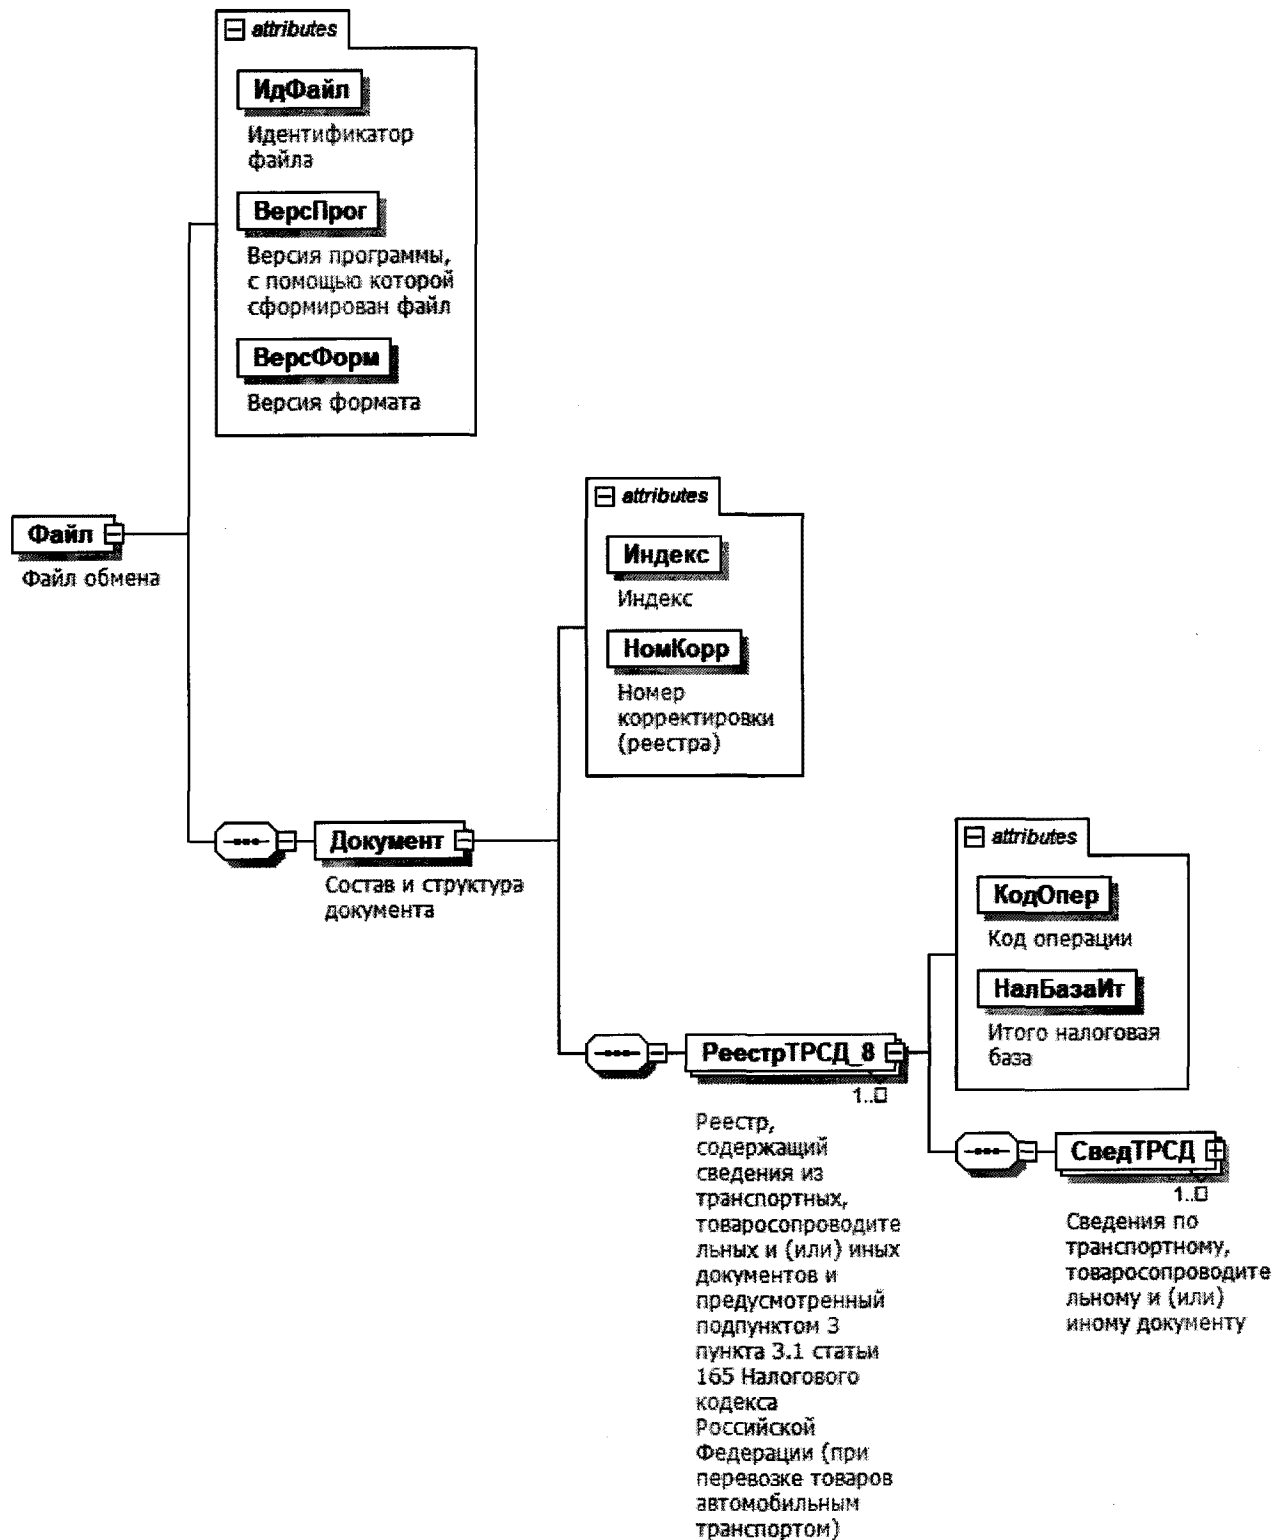 attributes
ИдФайл
Идентификатор
файла
ВерсПрог
Версия программы,
с помощью которой
сформирован файл
ВерсФорм
Версия формата
Файл
Файл обмена
attributes
Индекс
Индекс
НомКорр
Номер
корректировки
(реестра)
Документ
Состав и структура
документа
attributes
КодОпер
Код операции
НалБазаИт
Итого налоговая
база
РеестрТРСД_8
1..□
Реестр,
содержащий
сведения из
транспортных,
товаросопроводите
льных и (или) иных
документов и
предусмотренный
подпунктом 3
пункта 3.1 статьи
165 Налогового
кодекса
Российской
Федерации (при
перевозке товаров
автомобильным
транспортом)
СведТРСД
1..□
Сведения по
транспортному,
товаросопроводите
льному и (или)
иному документу